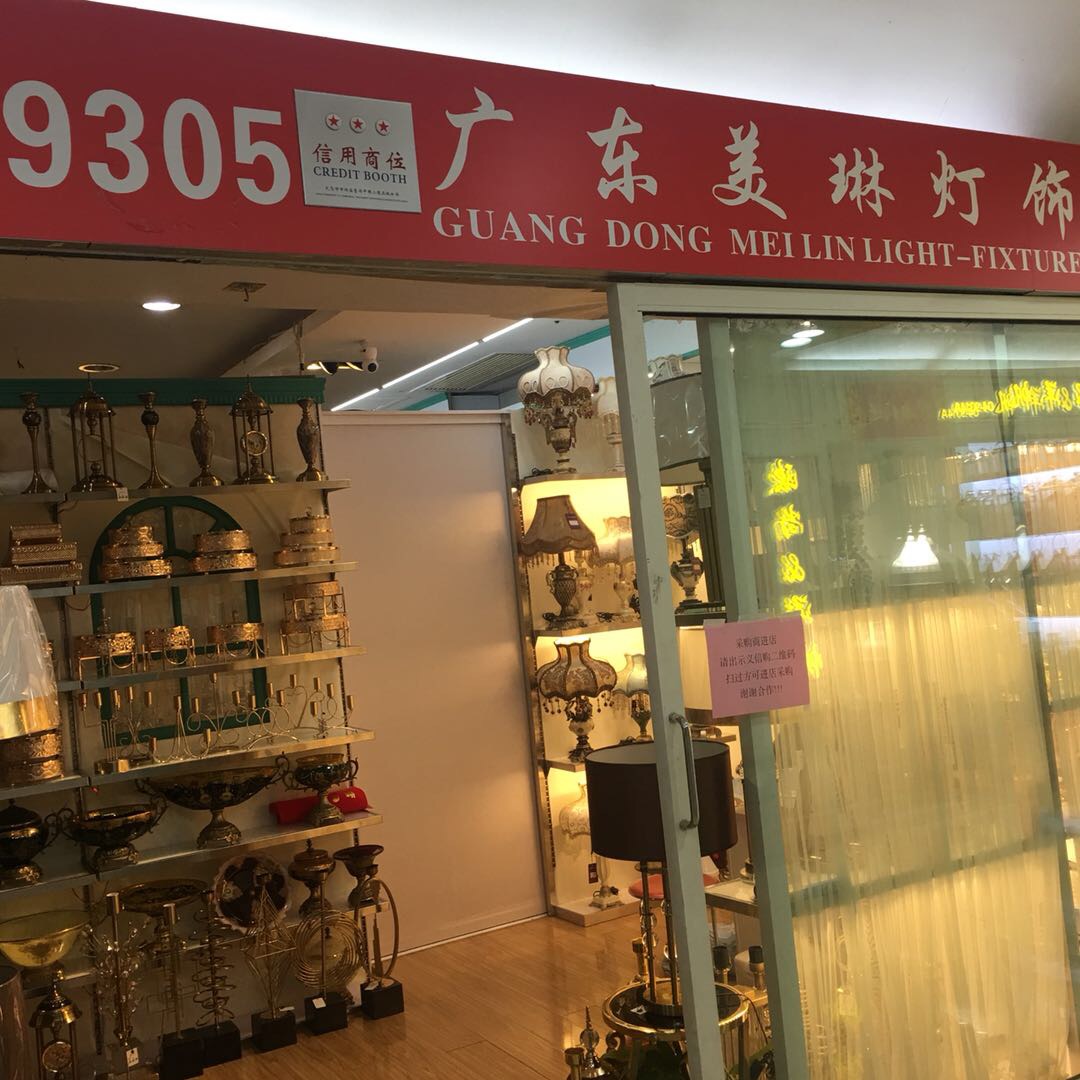 9305
信用商位
CREDIT BOOTH
广东美琳灯饰
GUANG DONG MEILIN LIGHT-FIXTURE
采购商进店
请出示义信购二维码
扫过方可进店采购
谢谢合作!!!